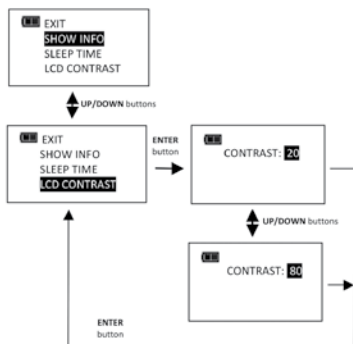 EXIT
SHOW INFO
SLEEP TIME
LCD CONTRAST
UP/DOWN buttons
EXIT
SHOW INFO
SLEEP TIME
LCD CONTRAST
ENTER
button
CONTRAST: 20
UP/DOWN buttons
CONTRAST: 80
ENTER
button